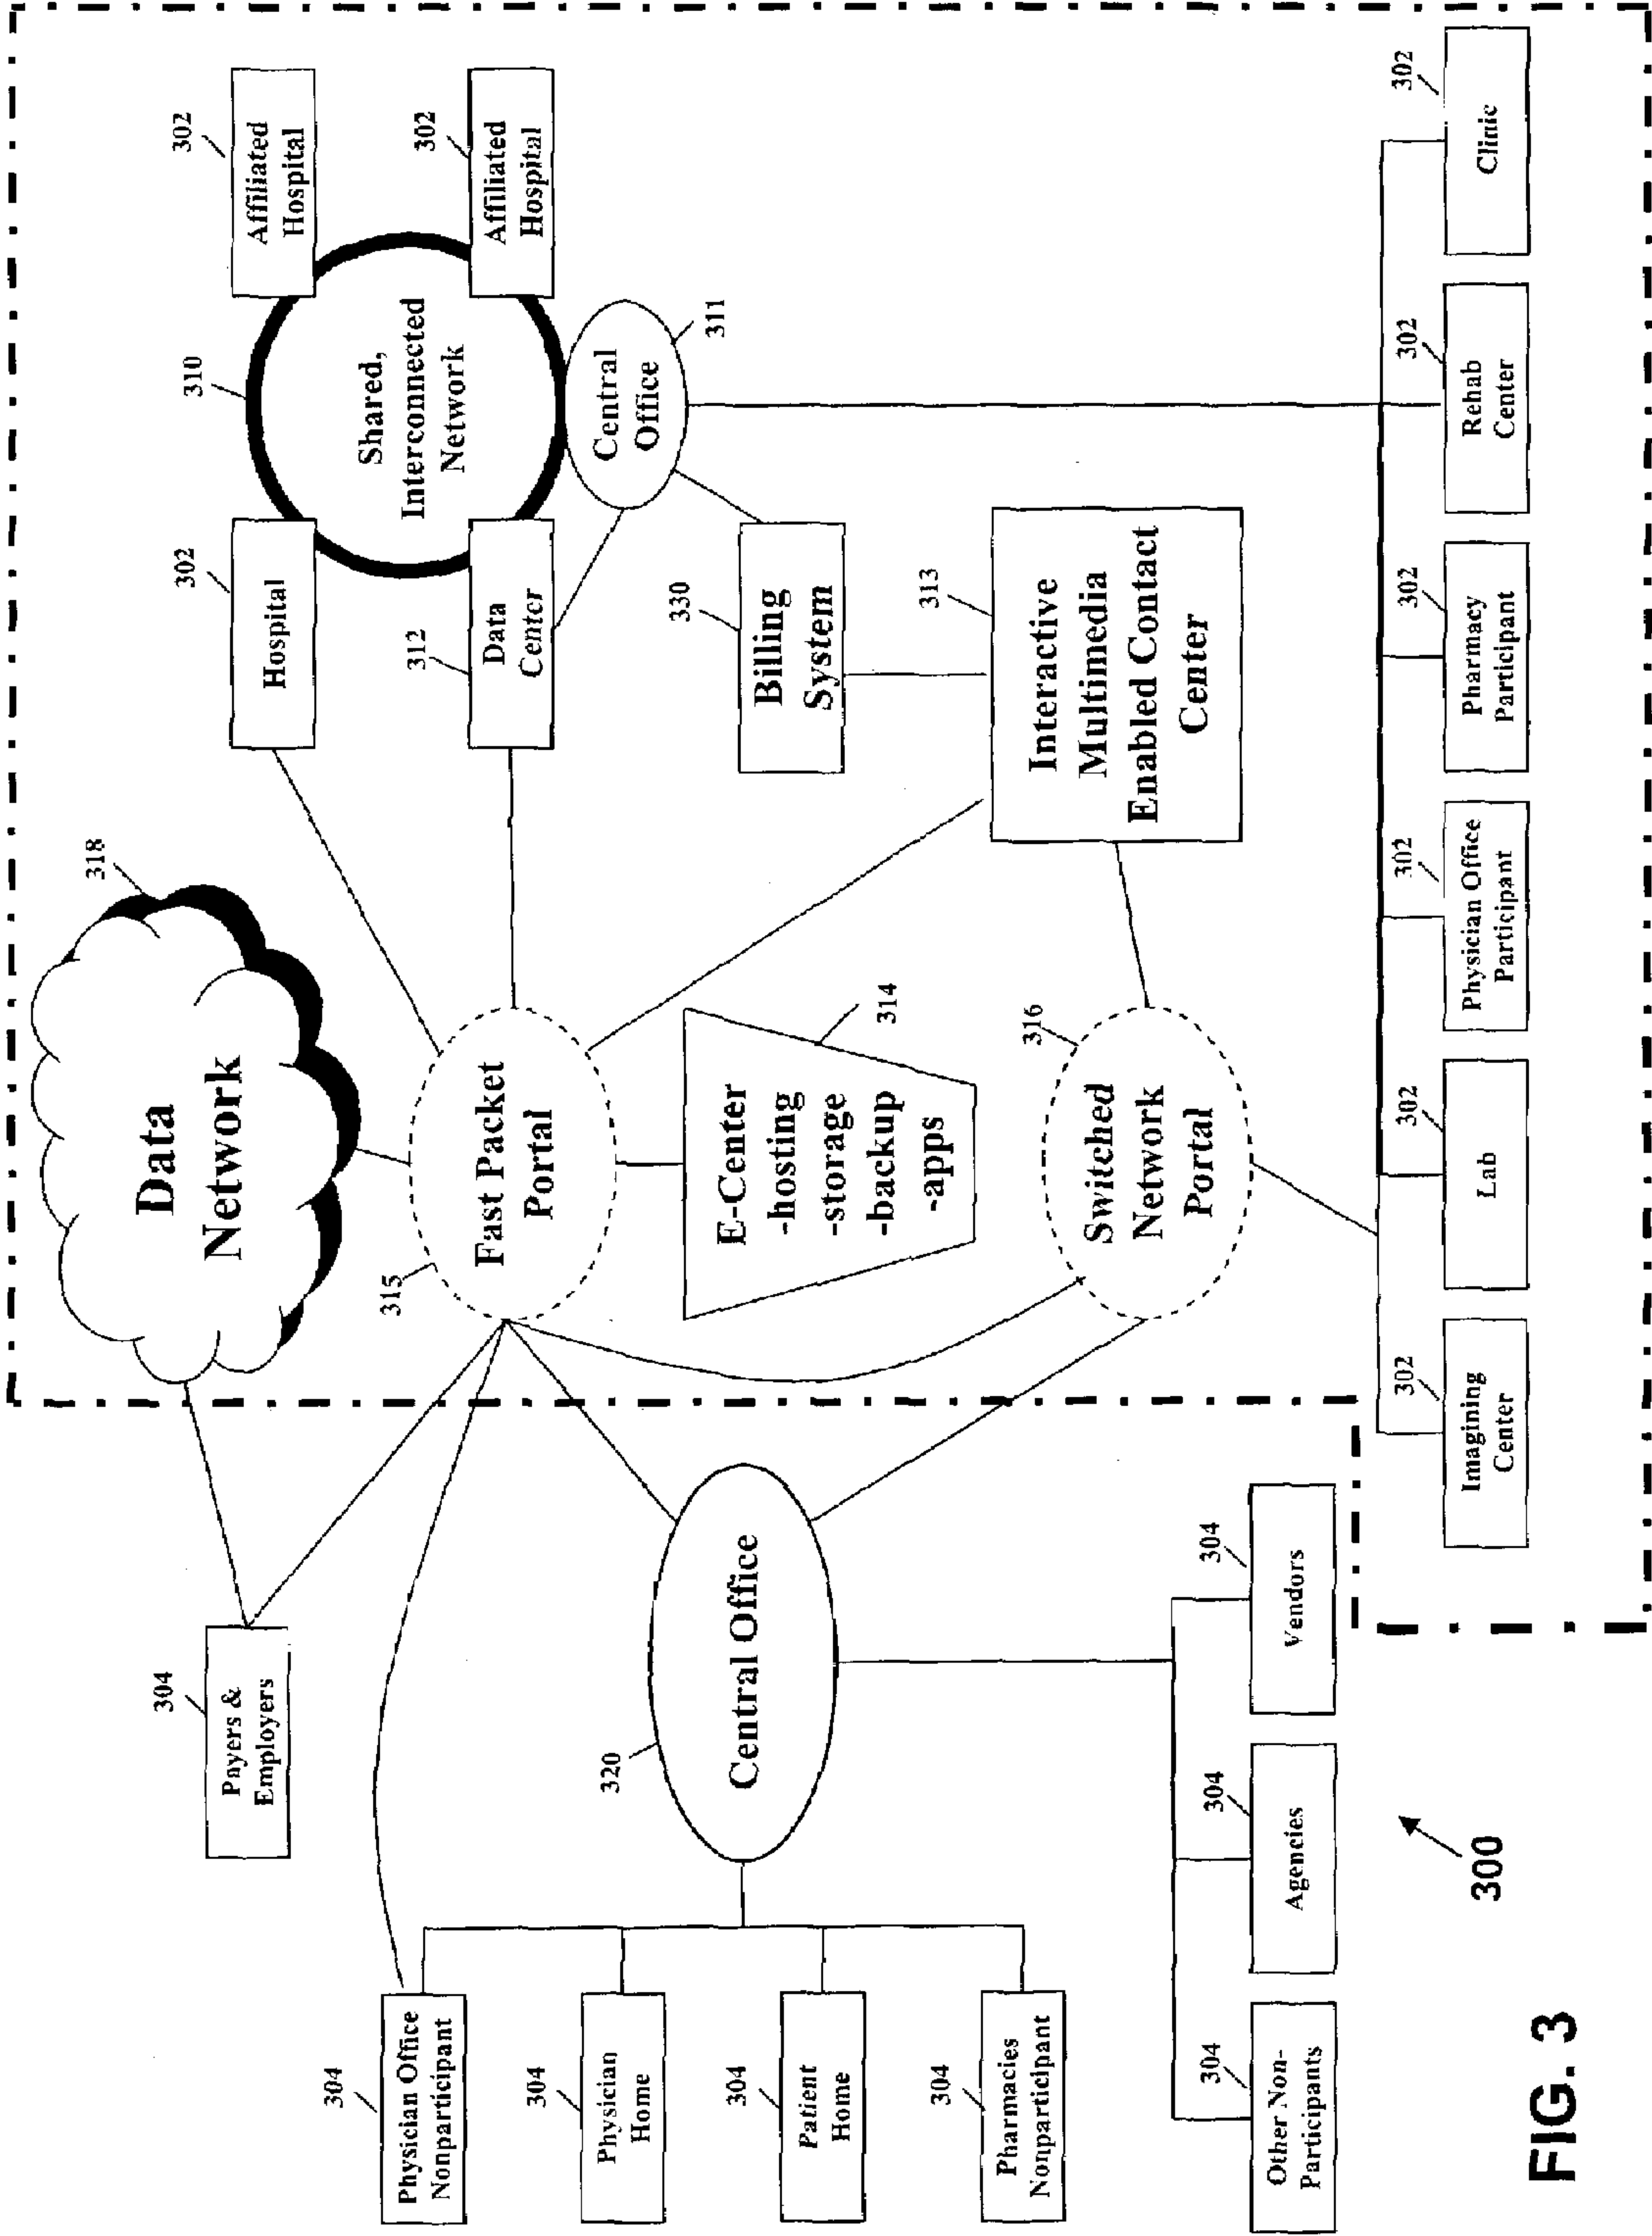 318
Data
Network
304
Payers &
Employers
302
Hospital
310
Shared,
Interconnected
Network
302
Affiliated
Hospital
302
Affiliated
Hospital
312
Data
Center
Central
Office
311
315
Fast Packet
Portal
304
Physician Office
Nonparticipant
304
Physician
Home
304
Patient
Home
304
Pharmacies
Nonparticipant
320
Central Office
E-Center
-hosting
-storage
-backup
-apps
314
330
Billing
System
313
Interactive
Multimedia
Enabled Contact
Center
316
Switched
Network
Portal
304
Other Non-
Participants
304
Agencies
304
Vendors
302
Imagining
Center
302
Lab
302
Physician Office
Participant
302
Pharmacy
Participant
302
Rehab
Center
302
Clinic
300
FIG. 3